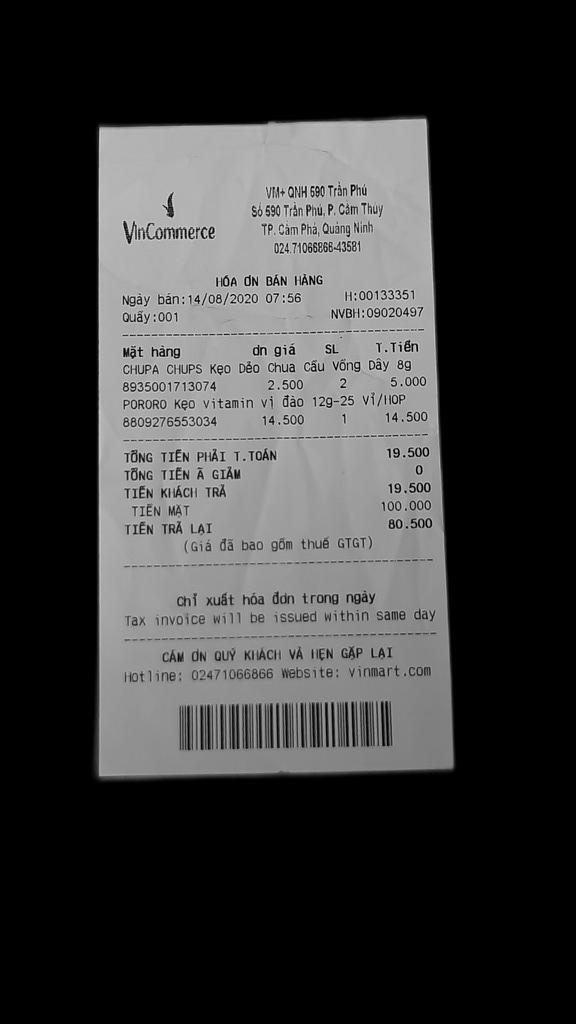 VinCommerce
VM+ QNH 590 Trần Phú
Số 590 Trần Phú, P. Cẩm Thủy
TP. Cẩm Phả, Quảng Ninh
024.71066866-43581
HÓA ƠN BÁN HÀNG
Ngày bán:14/08/2020 07:56 H:00133351
Quầy:001 NVBH:09020497
Mặt hàng ơn giá SL T.Tiền
CHUPA CHUPS Kẹo Dẻo Chua Cầu Vồng Dây 8g
8935001713074 2.500 2 5.000
PORORO Kẹo vitamin vị đào 12g-25 Vỉ/HOP
8809276553034 14.500 1 14.500
TỔNG TIỀN PHẢI T.TOÁN 19.500
TỔNG TIỀN Ã GIẢM 0
TIỀN KHÁCH TRẢ 19.500
TIỀN MẶT 100.000
TIỀN TRẢ LẠI 80.500
(Giá đã bao gồm thuế GTGT)
Chỉ xuất hóa đơn trong ngày
Tax invoice will be issued within same day
CẢM ƠN QUÝ KHÁCH VÀ HẸN GẶP LẠI
Hotline: 02471066866 Website: vinmart.com